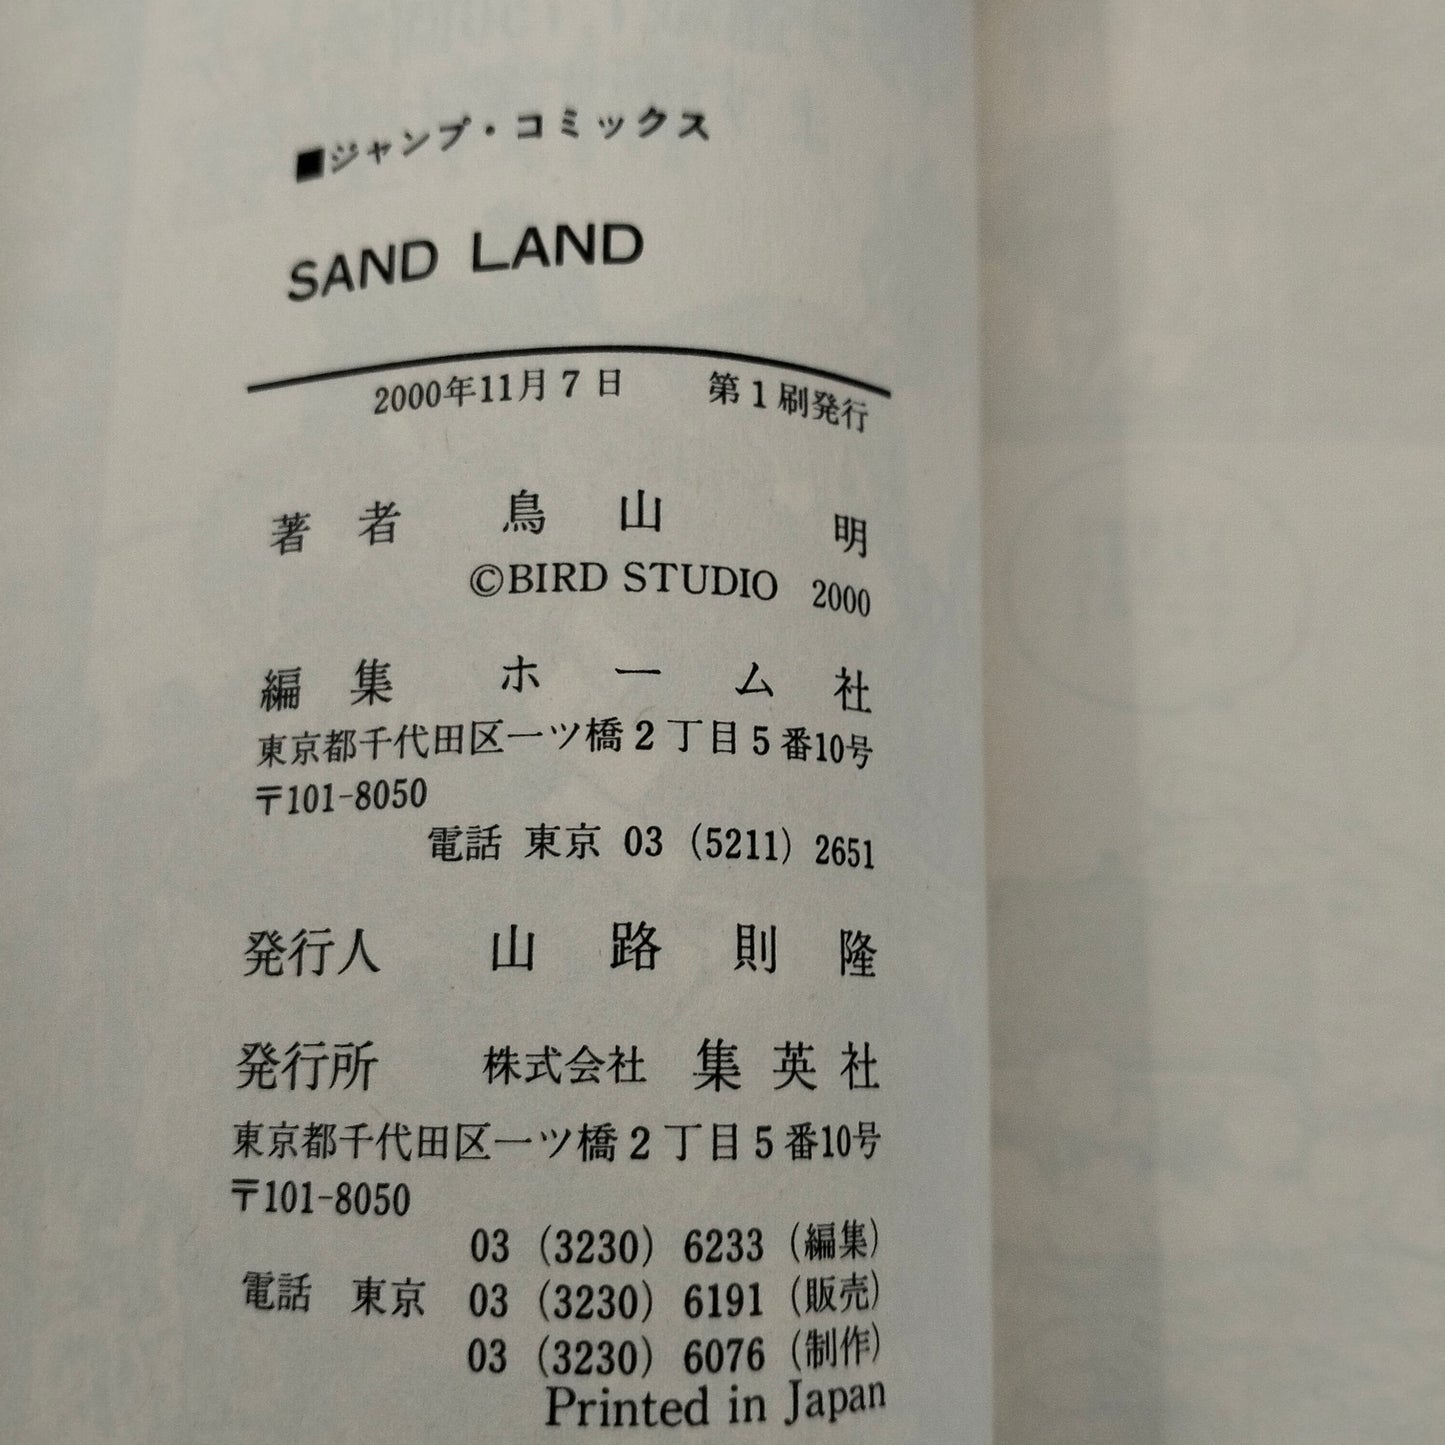 ■ジャンプ・コミックス
SAND LAND
2000年11月7日 第1刷発行
著者 鳥山 明
©BIRD STUDIO 2000
編集 ホーム社
東京都千代田区一ツ橋2丁目5番10号
〒101-8050
電話 東京 03 (5211) 2651
発行人 山路則隆
発行所 株式会社 集英社
東京都千代田区一ツ橋2丁目5番10号
〒101-8050
03 (3230) 6233 (編集)
電話 東京 03 (3230) 6191 (販売)
03 (3230) 6076 (制作)
Printed in Japan